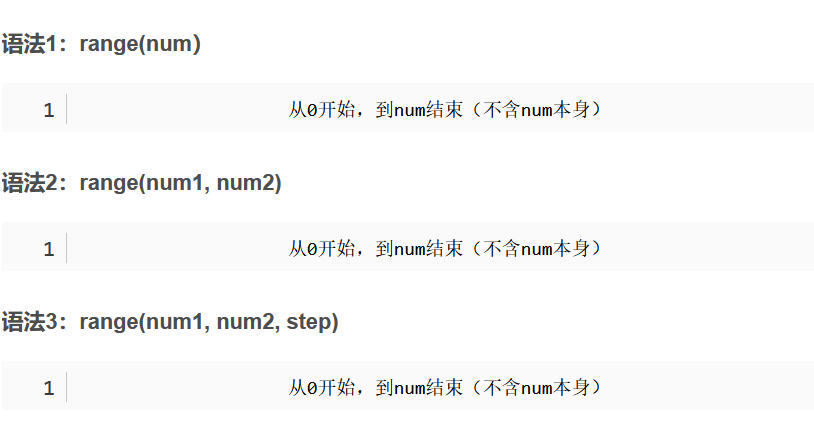 语法1：range(num)
1 从0开始，到num结束（不含num本身）
语法2：range(num1, num2)
1 从0开始，到num结束（不含num本身）
语法3：range(num1, num2, step)
1 从0开始，到num结束（不含num本身）